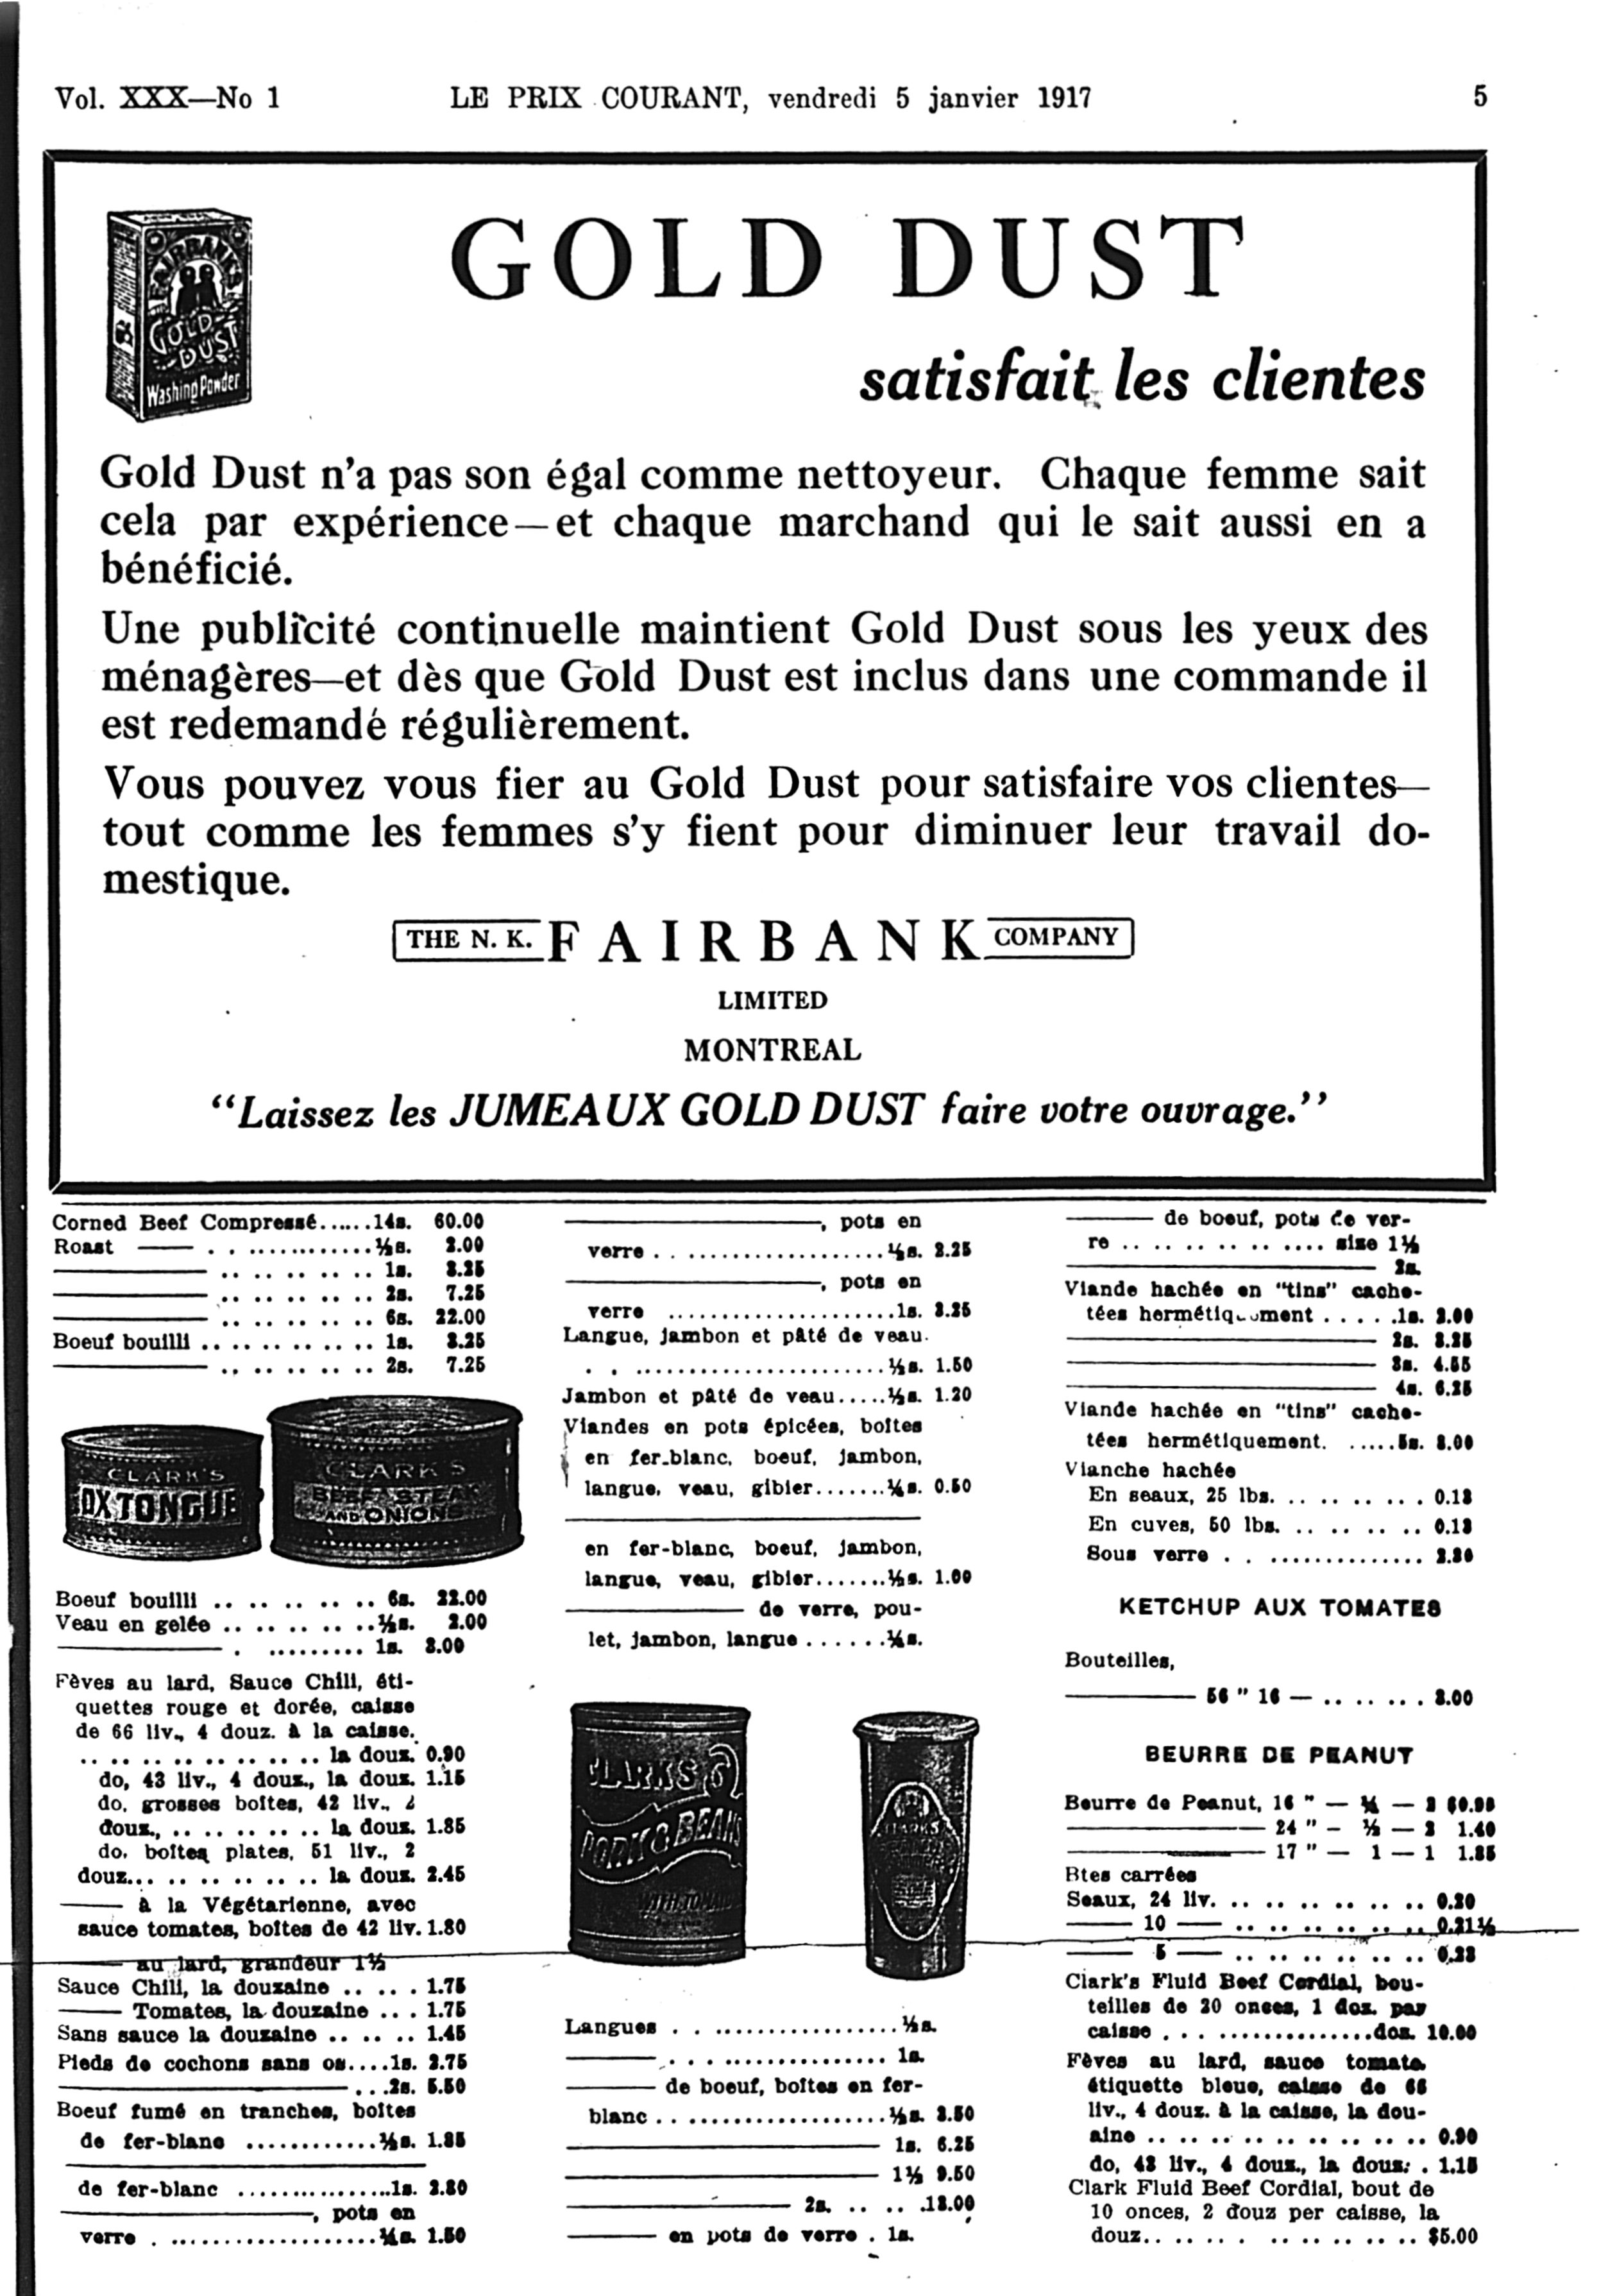 Vol. XXX—No 1
LE PRIX COURANT, vendredi 5 janvier 1917
5
FAIRBANK'S
GOLD
DUST
Washing Powder
GOLD DUST
satisfait les clientes
Gold Dust n'a pas son égal comme nettoyeur. Chaque femme sait
cela par expérience—et chaque marchand qui le sait aussi en a
bénéficié.
Une publicité continuelle maintient Gold Dust sous les yeux des
ménagères—et dès que Gold Dust est inclus dans une commande il
est redemandé régulièrement.
Vous pouvez vous fier au Gold Dust pour satisfaire vos clientes—
tout comme les femmes s'y fient pour diminuer leur travail do-
mestique.
THE N. K. FAIRBANK COMPANY
LIMITED
MONTREAL
"Laissez les JUMEAUX GOLD DUST faire votre ouvrage."
Corned Beef Compressé......14s. 60.00
Roast —— . . ............½s. 2.00
—— .. .. .. .. .. .. 1s. 3.25
—— .. .. .. .. .. .. 2s. 7.25
—— .. .. .. .. .. .. 6s. 22.00
Boeuf bouilli .. .. .. .. .. .. 1s. 3.25
—— .. .. .. .. .. .. 2s. 7.25
CLARK'S
OX TONGUE
CLARK'S
BEEFSTEAK
AND ONIONS
Boeuf bouilli .. .. .. .. .. .. 6s. 22.00
Veau en gelée .. .. .. .. .. ..½s. 2.00
—— . ......... 1s. 3.00
Fèves au lard, Sauce Chili, éti-
quettes rouge et dorée, caisse
de 66 liv., 4 douz. à la caisse.
.. .. .. .. .. .. .. .. la douz. 0.90
do, 43 liv., 4 douz., la douz. 1.15
do. grosses boites, 42 liv., 2
douz., .. .. .. .. .. .. la douz. 1.85
do. boîtes plates, 51 liv., 2
douz... .. .. .. .. .. .. la douz. 2.45
—— à la Végétarienne, avec
sauce tomates, boîtes de 42 liv. 1.80
—— au lard, grandeur 1½
Sauce Chili, la douzaine .. .. . 1.75
—— Tomates, la douzaine ... 1.75
Sans sauce la douzaine .. .. .. 1.45
Pieds de cochons sans os....1s. 2.75
—— ...2s. 5.50
Boeuf fumé en tranches, boîtes
de fer-blanc ............½s. 1.85
——
de fer-blanc ...............1s. 2.80
——, pots en
verre . ...................¼s. 1.50
——, pots en
verre . . ...................½s. 2.25
——, pots en
verre ....................1s. 3.25
Langue, jambon et pâté de veau.
. . ......................½s. 1.50
Jambon et pâté de veau.....½s. 1.20
Viandes en pots épicées, boîtes
en fer-blanc, boeuf, jambon,
langue, veau, gibier.......¼s. 0.50
——
en fer-blanc, boeuf, jambon,
langue, veau, gibier.......½s. 1.00
—— de verre, pou-
let, jambon, langue ......¼s.
CLARK'S
PORK & BEANS
CLARK'S
Langues . . .................½s.
—— . . ................ 1s.
—— de boeuf, boîtes en fer-
blanc . . ..................½s. 3.50
—— 1s. 6.25
—— 1½ 9.50
—— 2s. .. .. .13.00
—— en pots de verre . 1s.
—— de boeuf, pots de ver-
re .. .. .. .. .. .... size 1½
—— 2s.
Viande hachée en "tins" cache-
tées hermétiquement . . . . .1s. 2.00
—— 2s. 3.25
—— 3s. 4.55
—— 4s. 6.25
Viande hachée en "tins" cache-
tées hermétiquement. .....5s. 8.00
Vianche hachée
En seaux, 25 lbs. .. .. .. .. . 0.13
En cuves, 50 lbs. .. .. .. .. .. 0.13
Sous verre . . .............. 2.80
KETCHUP AUX TOMATES
Bouteilles,
—— 56 " 16 — .. .. .. . 3.00
BEURRE DE PEANUT
Beurre de Peanut, 16 " — ¼ — 2 $0.95
—— 24 " — ½ — 2 1.40
—— 17 " — 1 — 1 1.85
Btes carrées
Seaux, 24 liv. .. .. .. .. .. .. .. 0.20
—— 10 —— .. .. .. .. .. .. 0.21½
—— 5 —— .. .. .. .. .. .. 0.23
Clark's Fluid Beef Cordial, bou-
teilles de 20 onces, 1 doz. par
caisse . . . ...............doz. 10.00
Fèves au lard, sauce tomate,
étiquette bleue, caisse de 66
liv., 4 douz. à la caisse, la dou-
aine .. .. .. .. .. .. .. .. .. 0.90
do, 43 liv., 4 douz., la douz. . 1.15
Clark Fluid Beef Cordial, bout de
10 onces, 2 douz per caisse, la
douz.. .. .. . .. .. .. .. .. $5.00